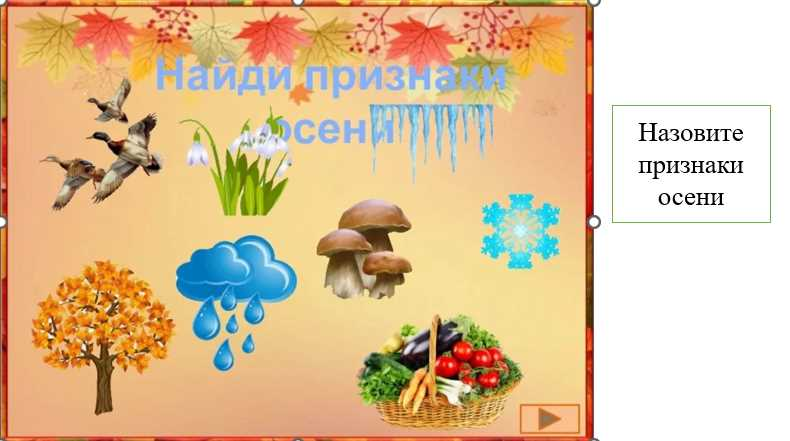 Найди признаки
осени
Назовите
признаки
осени